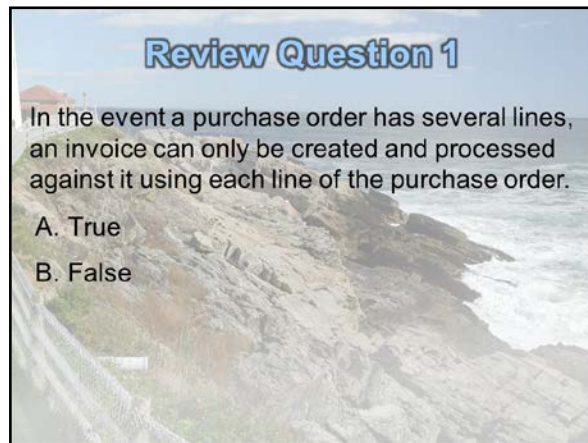 Review Question 1
In the event a purchase order has several lines,
an invoice can only be created and processed
against it using each line of the purchase order.
A. True
B. False